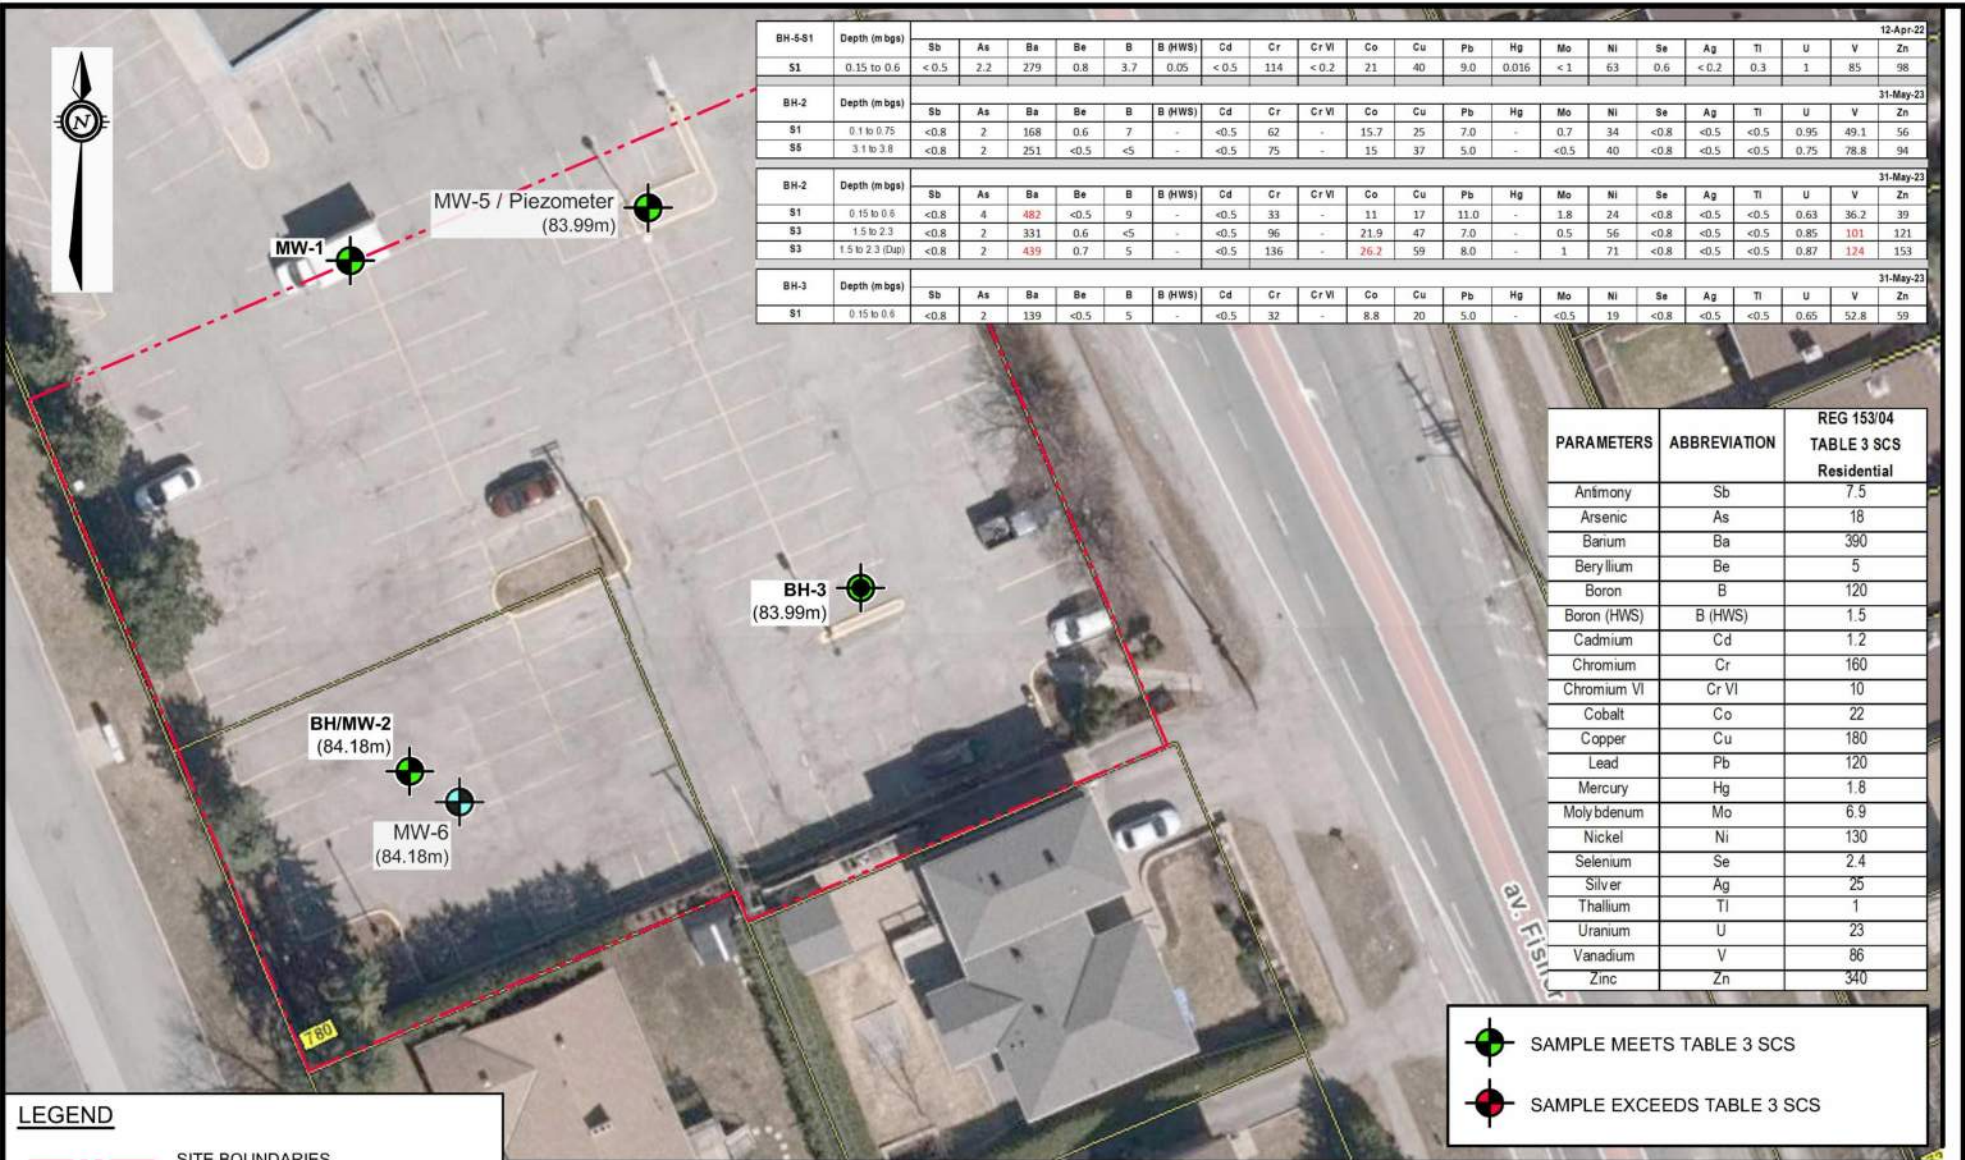 N
BH-5-S1 Depth (m bgs) 12-Apr-22
Sb As Ba Be B B (HWS) Cd Cr Cr VI Co Cu Pb Hg Mo Ni Se Ag Tl U V Zn
S1 0.15 to 0.6 < 0.5 2.2 279 0.8 3.7 0.05 < 0.5 114 < 0.2 21 40 9.0 0.016 < 1 63 0.6 < 0.2 0.3 1 85 98
BH-2 Depth (m bgs) 31-May-23
Sb As Ba Be B B (HWS) Cd Cr Cr VI Co Cu Pb Hg Mo Ni Se Ag Tl U V Zn
S1 0.1 to 0.75 <0.8 2 168 0.6 7 - <0.5 62 - 15.7 25 7.0 - 0.7 34 <0.8 <0.5 <0.5 0.95 49.1 56
S5 3.1 to 3.8 <0.8 2 251 <0.5 <5 - <0.5 75 - 15 37 5.0 - <0.5 40 <0.8 <0.5 <0.5 0.75 78.8 94
BH-2 Depth (m bgs) 31-May-23
Sb As Ba Be B B (HWS) Cd Cr Cr VI Co Cu Pb Hg Mo Ni Se Ag Tl U V Zn
S1 0.15 to 0.6 <0.8 4 482 <0.5 9 - <0.5 33 - 11 17 11.0 - 1.8 24 <0.8 <0.5 <0.5 0.63 36.2 39
S3 1.5 to 2.3 <0.8 2 331 0.6 <5 - <0.5 96 - 21.9 47 7.0 - 0.5 56 <0.8 <0.5 <0.5 0.85 101 121
S3 1.5 to 2.3 (Dup) <0.8 2 439 0.7 5 - <0.5 136 - 26.2 59 8.0 - 1 71 <0.8 <0.5 <0.5 0.87 124 153
BH-3 Depth (m bgs) 31-May-23
Sb As Ba Be B B (HWS) Cd Cr Cr VI Co Cu Pb Hg Mo Ni Se Ag Tl U V Zn
S1 0.15 to 0.6 <0.8 2 139 <0.5 5 - <0.5 32 - 8.8 20 5.0 - <0.5 19 <0.8 <0.5 <0.5 0.65 52.8 59
MW-5 / Piezometer
(83.99m)
MW-1
BH-3
(83.99m)
BH/MW-2
(84.18m)
MW-6
(84.18m)
780
PARAMETERS ABBREVIATION REG 153/04
TABLE 3 SCS
Residential
Antimony Sb 7.5
Arsenic As 18
Barium Ba 390
Beryllium Be 5
Boron B 120
Boron (HWS) B (HWS) 1.5
Cadmium Cd 1.2
Chromium Cr 160
Chromium VI Cr VI 10
Cobalt Co 22
Copper Cu 180
Lead Pb 120
Mercury Hg 1.8
Molybdenum Mo 6.9
Nickel Ni 130
Selenium Se 2.4
Silver Ag 25
Thallium Tl 1
Uranium U 23
Vanadium V 86
Zinc Zn 340
av.
SAMPLE MEETS TABLE 3 SCS
SAMPLE EXCEEDS TABLE 3 SCS
LEGEND
SITE BOUNDARIES